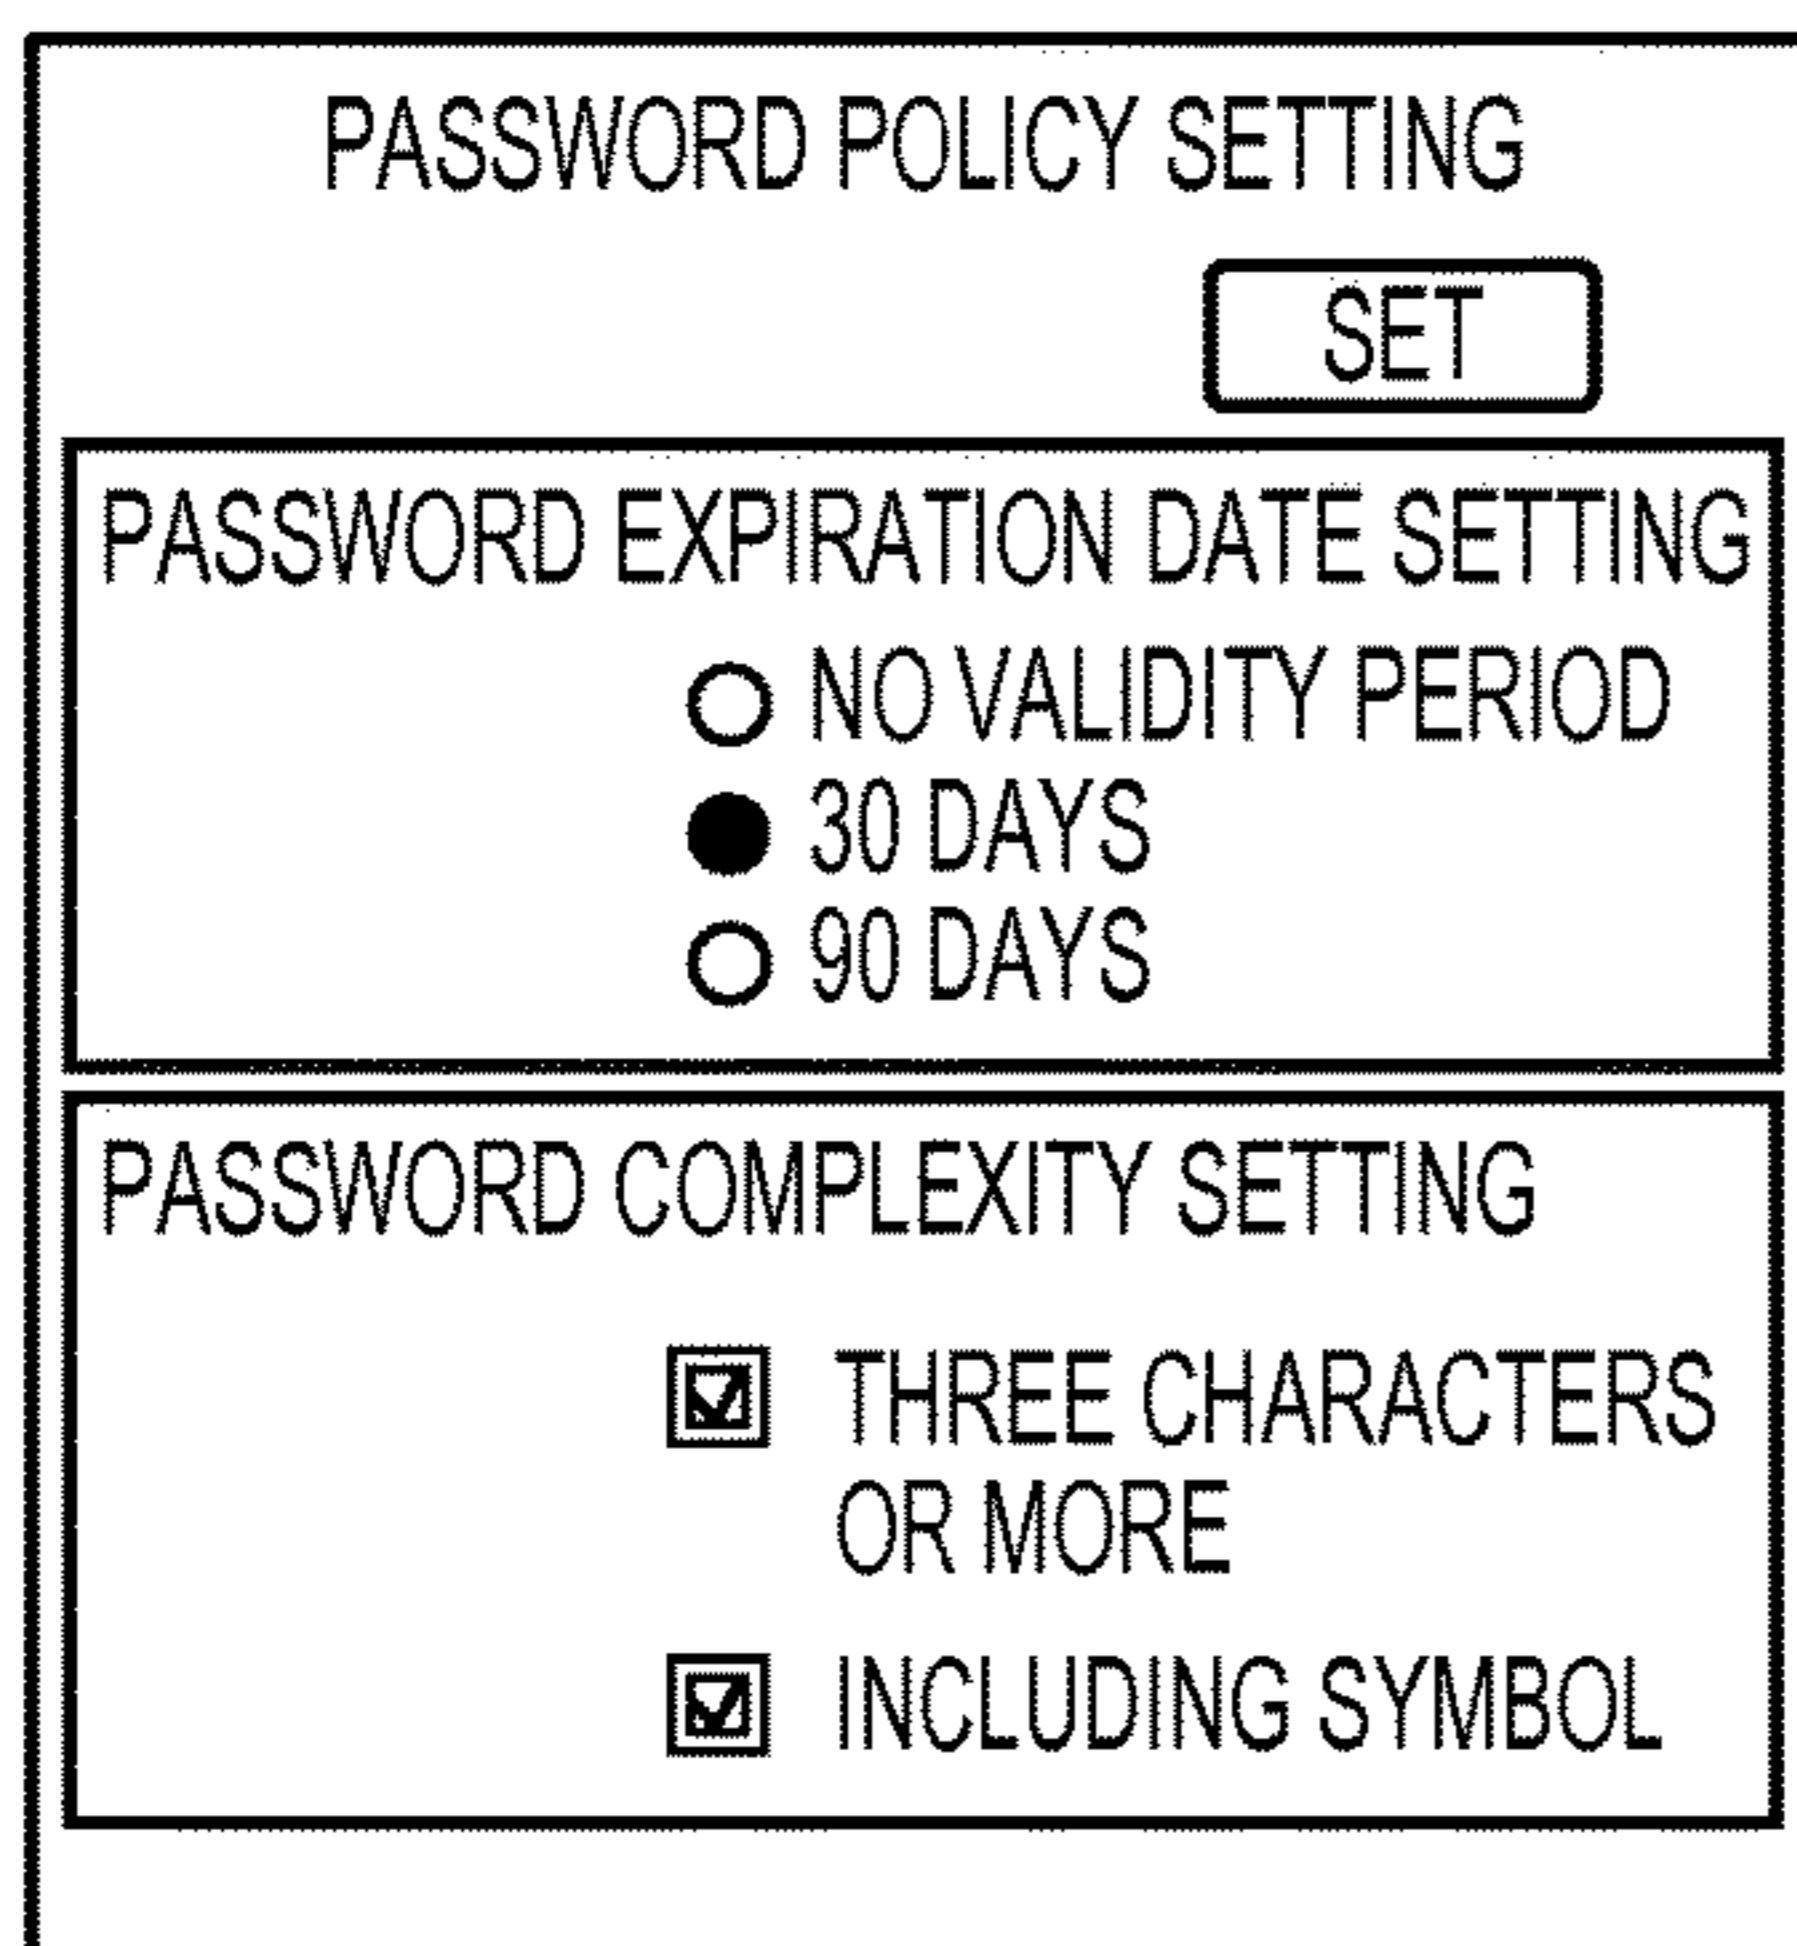 PASSWORD POLICY SETTING
SET
PASSWORD EXPIRATION DATE SETTING
NO VALIDITY PERIOD
30 DAYS
90 DAYS
PASSWORD COMPLEXITY SETTING
THREE CHARACTERS
OR MORE
INCLUDING SYMBOL